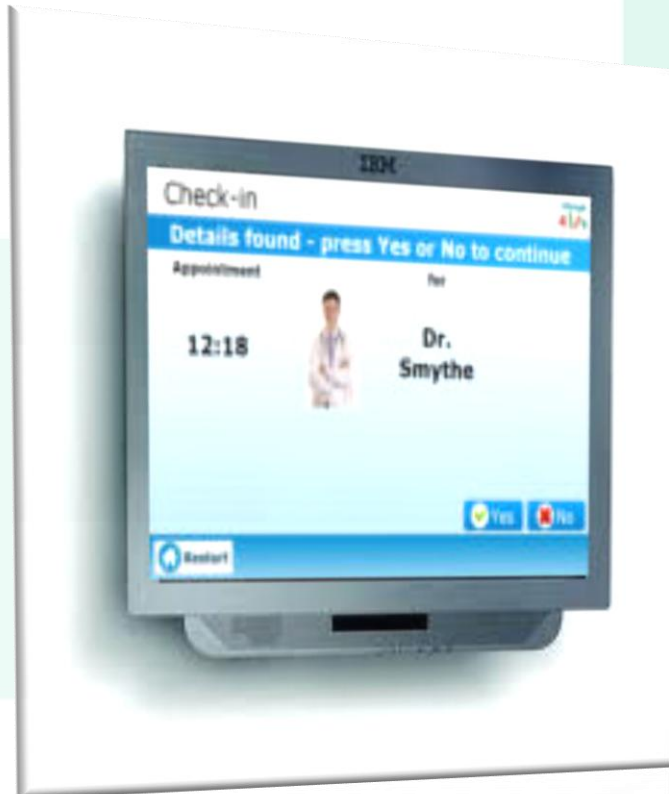 IBM
Check-in
Details found - press Yes or No to continue
Appointment
for
12:18
Dr.
Smythe
Yes
No
Restart